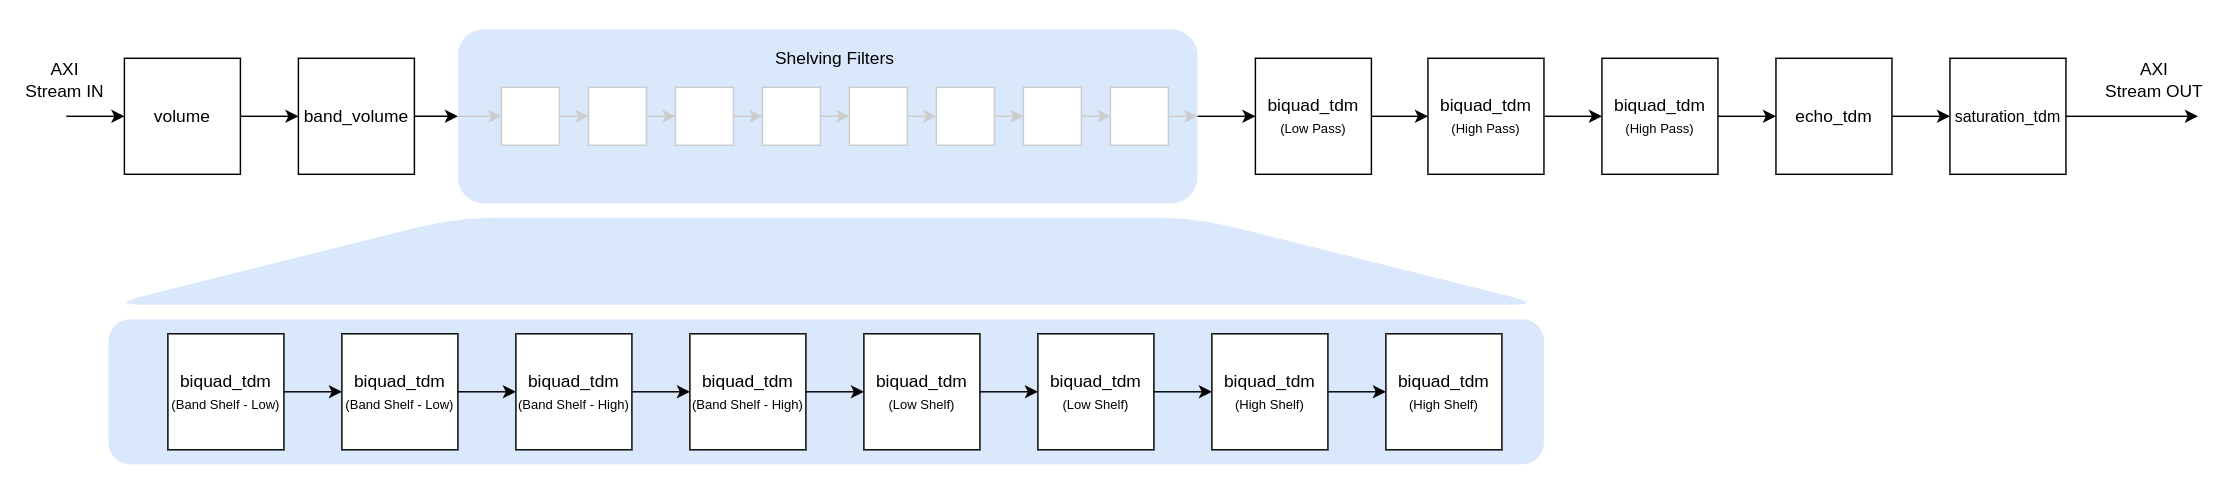 AXI
Stream IN
volume
band_volume
Shelving Filters
biquad_tdm
(Low Pass)
biquad_tdm
(High Pass)
biquad_tdm
(High Pass)
echo_tdm
saturation_tdm
AXI
Stream OUT
biquad_tdm
(Band Shelf - Low)
biquad_tdm
(Band Shelf - Low)
biquad_tdm
(Band Shelf - High)
biquad_tdm
(Band Shelf - High)
biquad_tdm
(Low Shelf)
biquad_tdm
(Low Shelf)
biquad_tdm
(High Shelf)
biquad_tdm
(High Shelf)